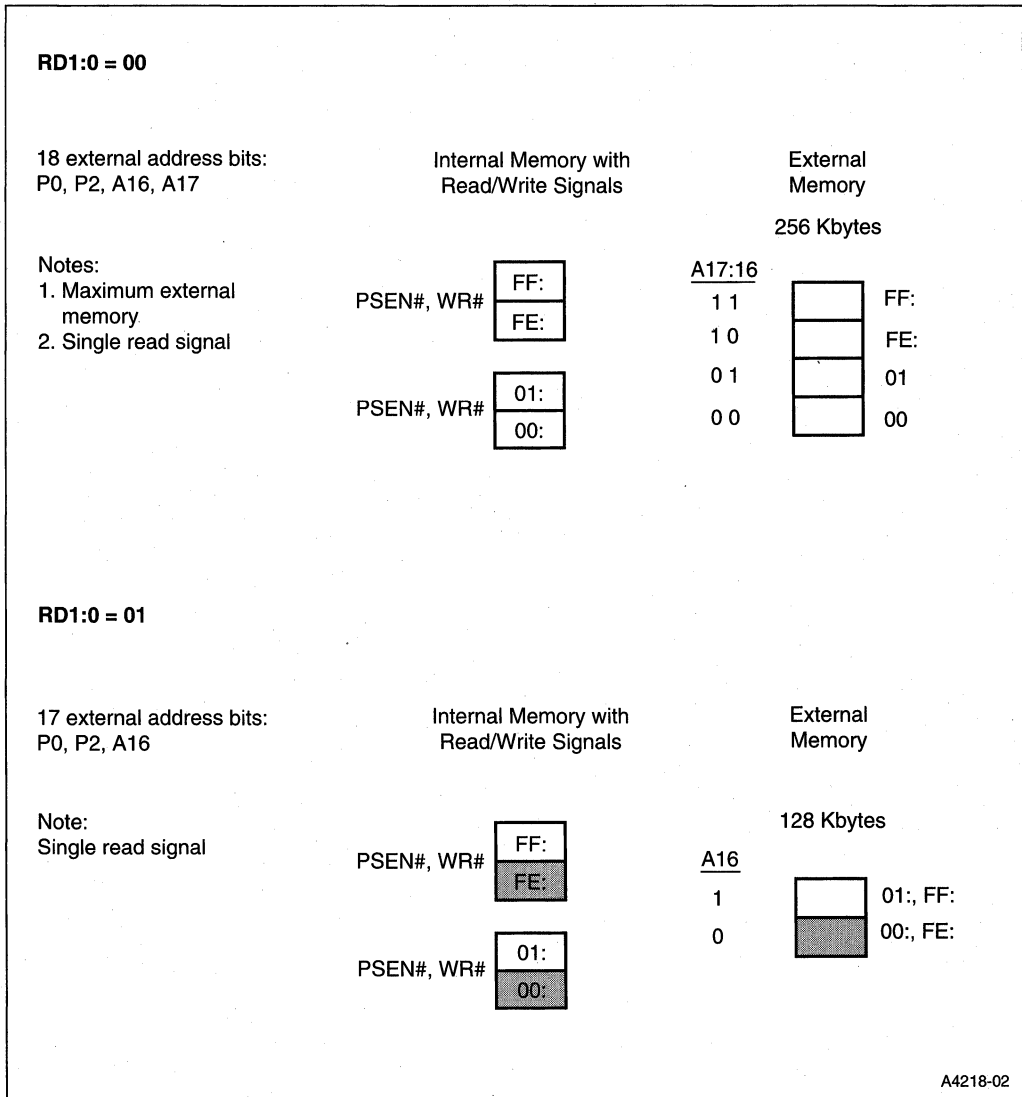 RD1:0 = 00
18 external address bits:
P0, P2, A16, A17
Internal Memory with
Read/Write Signals
External
Memory
256 Kbytes
Notes:
1. Maximum external
memory
2. Single read signal
PSEN#, WR#
FF:
FE:
PSEN#, WR#
01:
00:
A17:16
1 1
1 0
0 1
0 0
FF:
FE:
01
00
RD1:0 = 01
17 external address bits:
P0, P2, A16
Internal Memory with
Read/Write Signals
External
Memory
128 Kbytes
Note:
Single read signal
PSEN#, WR#
FF:
FE:
PSEN#, WR#
01:
00:
A16
1
0
01:, FF:
00:, FE:
A4218-02